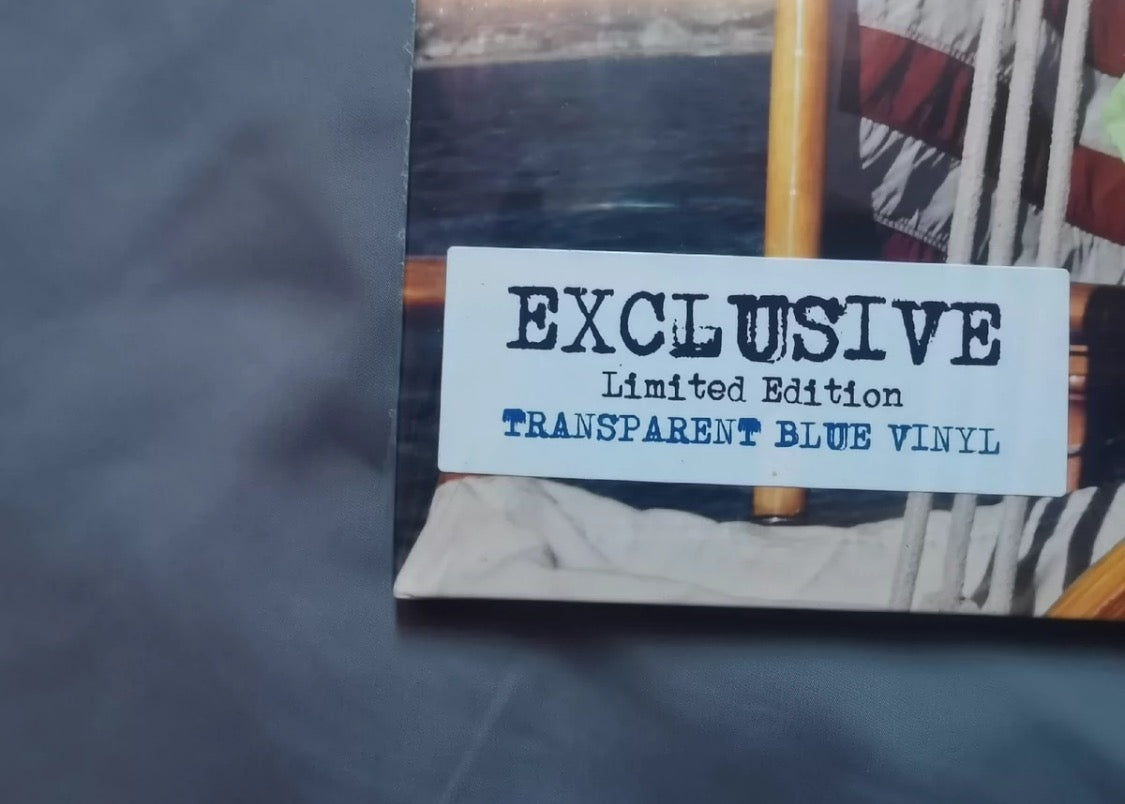 EXCLUSIVE
Limited Edition
TRANSPARENT BLUE VINYL